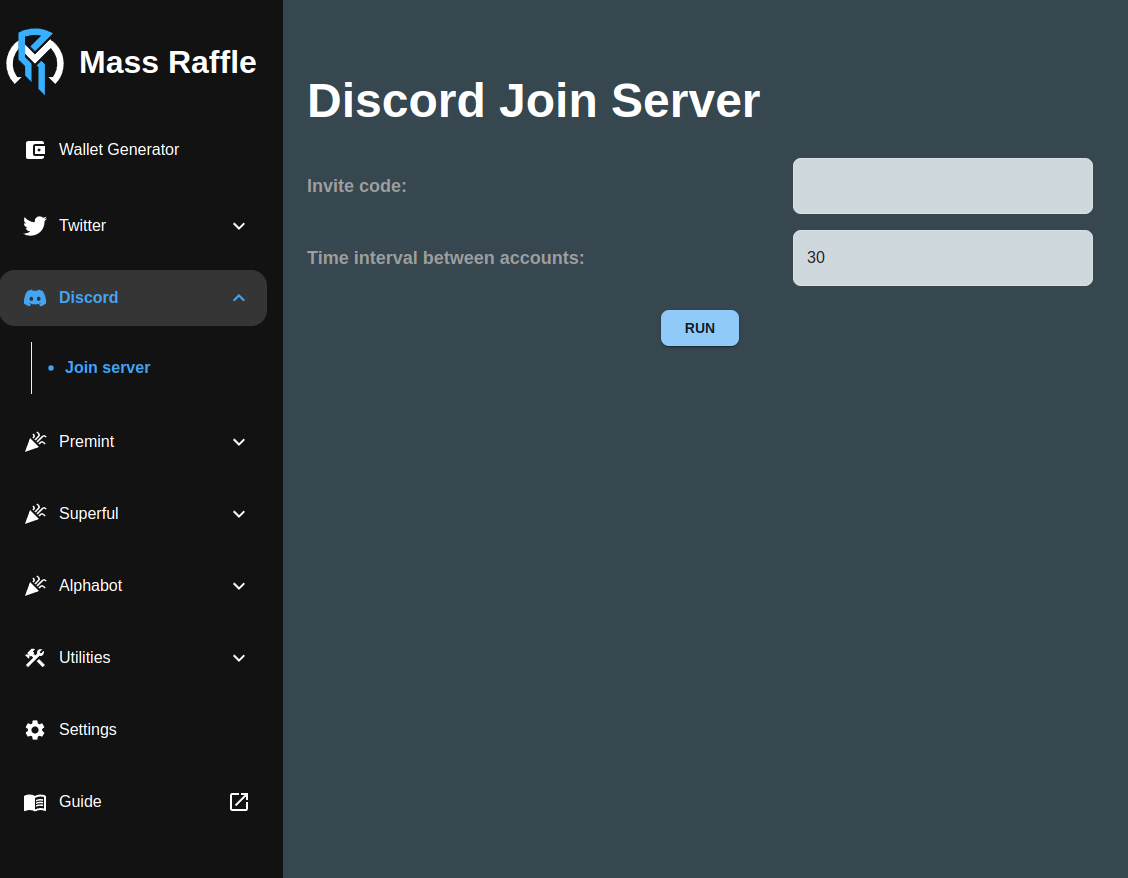 Mass Raffle
Wallet Generator
Twitter
Discord
Join server
Premint
Superful
Alphabot
Utilities
Settings
Guide
Discord Join Server
Invite code:
Time interval between accounts:
30
RUN